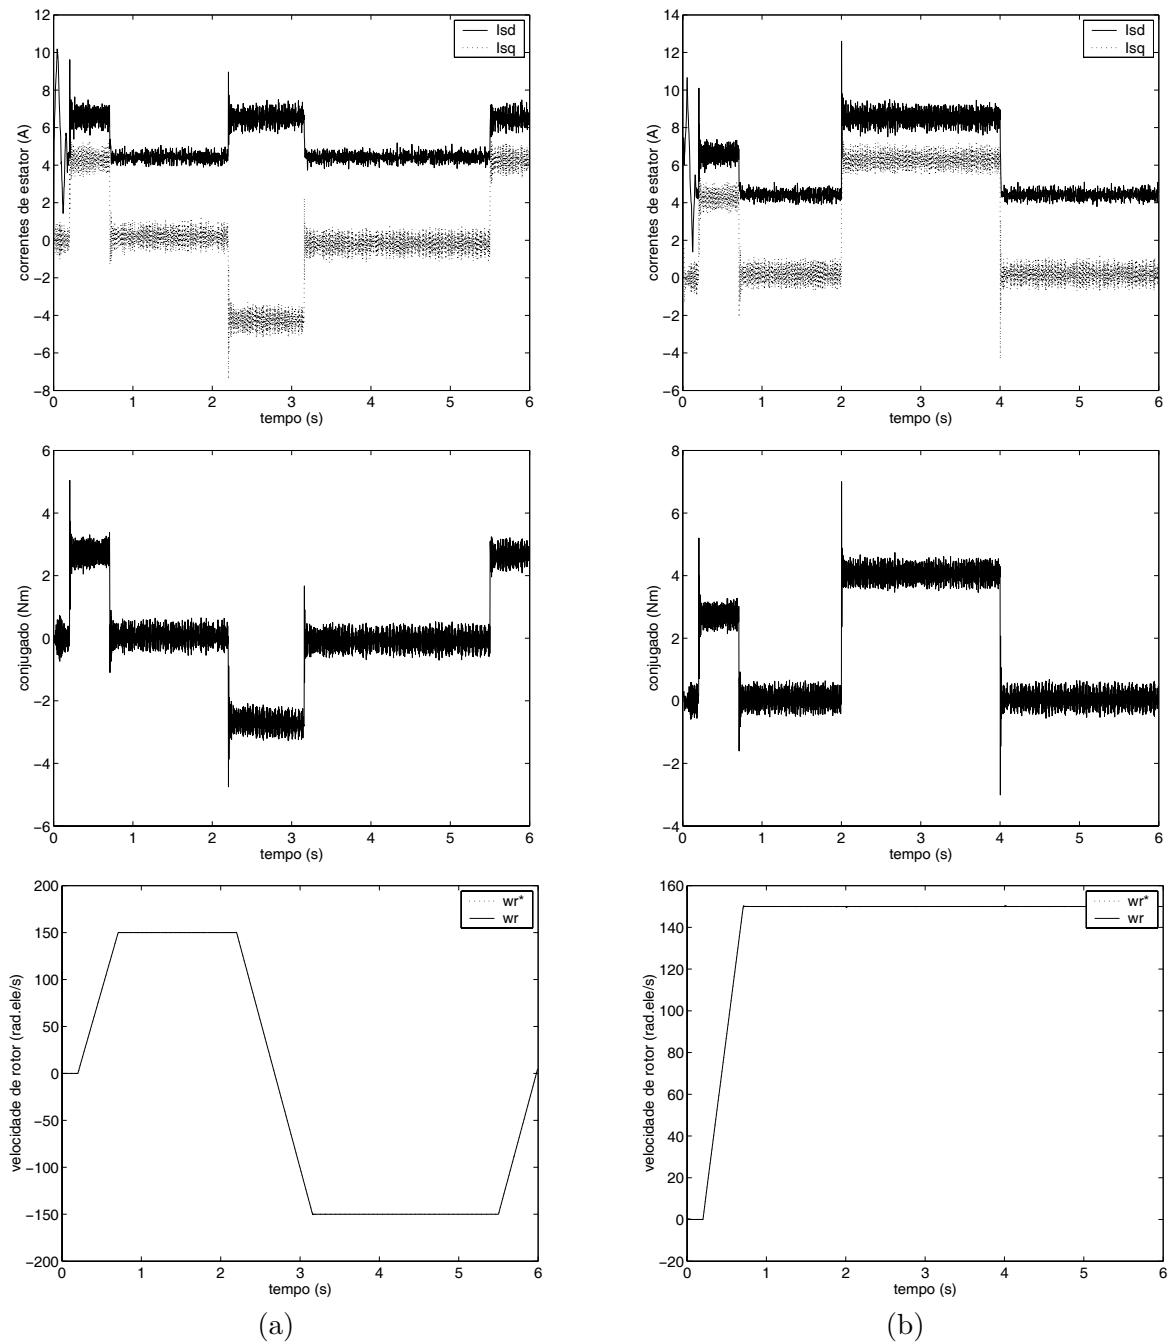 12
10
8
6
4
2
0
−2
−4
−6
−8
0 1 2 3 4 5 6
tempo (s)
correntes de estator (A)
Isd
Isq
14
12
10
8
6
4
2
0
−2
−4
−6
0 1 2 3 4 5 6
tempo (s)
correntes de estator (A)
Isd
Isq
6
4
2
0
−2
−4
−6
0 1 2 3 4 5 6
tempo (s)
conjugado (Nm)
8
6
4
2
0
−2
−4
0 1 2 3 4 5 6
tempo (s)
conjugado (Nm)
200
150
100
50
0
−50
−100
−150
−200
0 1 2 3 4 5 6
tempo (s)
velocidade de rotor (rad.ele/s)
wr*
wr
160
140
120
100
80
60
40
20
0
−20
0 1 2 3 4 5 6
tempo (s)
velocidade de rotor (rad.ele/s)
wr*
wr
(a)
(b)